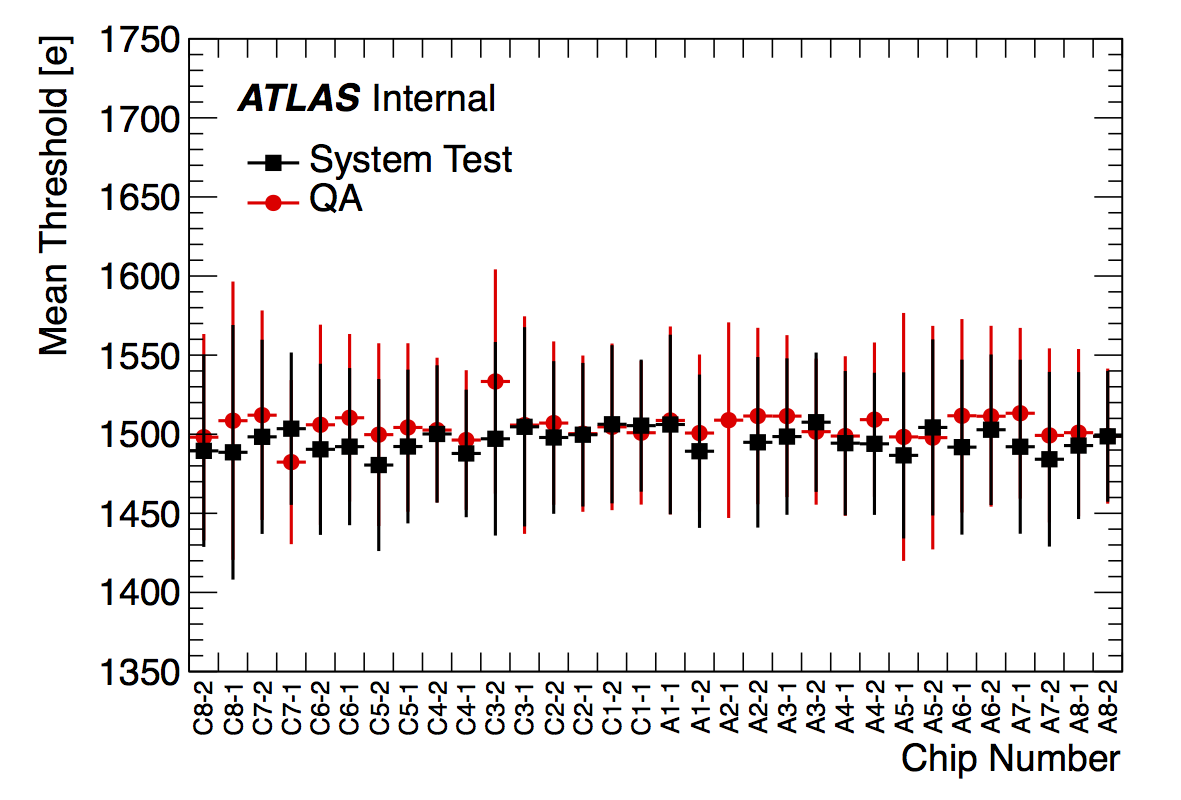 Mean Threshold [e]
1750
1700
1650
1600
1550
1500
1450
1400
1350
ATLAS Internal
System Test
QA
C8-2
C8-1
C7-2
C7-1
C6-2
C6-1
C5-2
C5-1
C4-2
C4-1
C3-2
C3-1
C2-2
C2-1
C1-2
C1-1
A1-1
A1-2
A2-1
A2-2
A3-1
A3-2
A4-1
A4-2
A5-1
A5-2
A6-1
A6-2
A7-1
A7-2
A8-1
A8-2
Chip Number